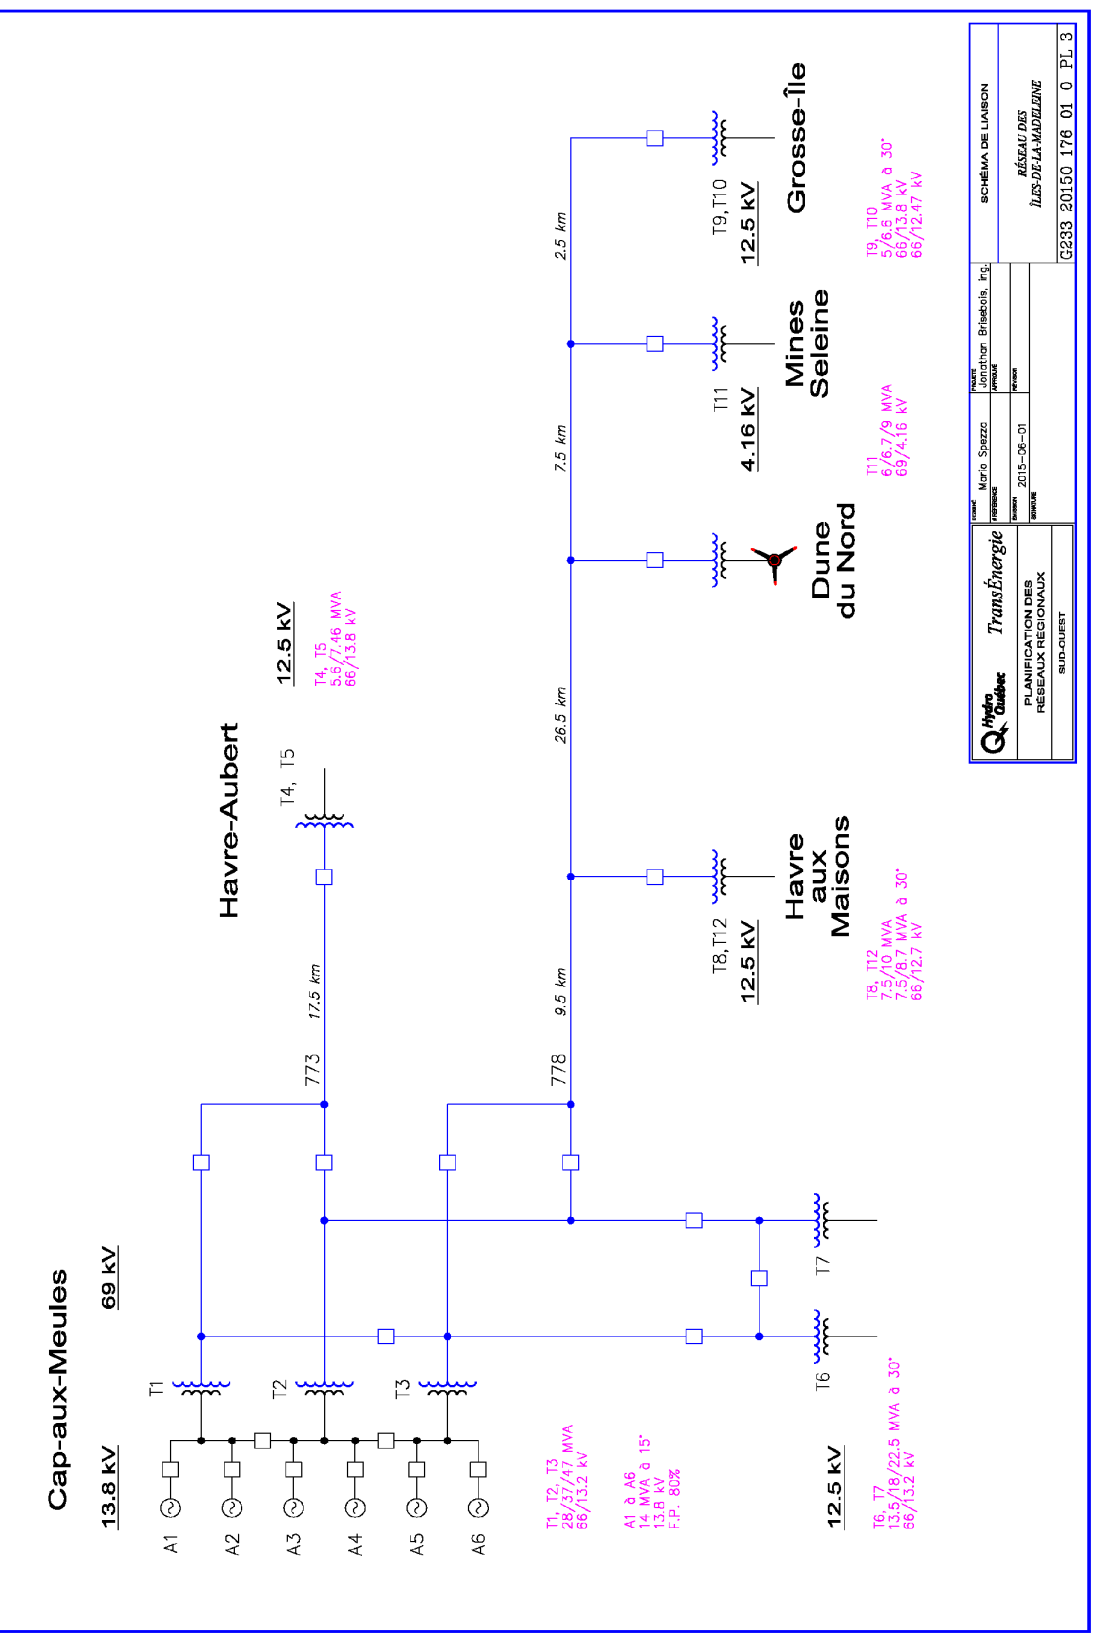 Cap-aux-Meules
13.8 kV
69 kV
A1
A2
A3
A4
A5
A6
T1
T2
T3
T1, T2, T3
28/37/47 MVA
66/13.2 kV
A1 à A6
14 MVA à 15°
13.8 kV
F.P. 80%
12.5 kV
T6
T7
T6, T7
13.5/18/22.5 MVA à 30°
66/13.2 kV
773
17.5 km
Havre-Aubert
T4, T5
12.5 kV
T4, T5
5.6/7.46 MVA
66/13.8 kV
778
9.5 km
26.5 km
7.5 km
2.5 km
T8,T12
12.5 kV
Havre
aux
Maisons
T8, T12
7.5/10 MVA
7.5/8.7 MVA à 30°
66/12.7 kV
Dune
du Nord
T11
4.16 kV
Mines
Seleine
T11
6/6.7/9 MVA
69/4.16 kV
T9,T10
12.5 kV
Grosse-Île
T9, T10
5/6.6 MVA à 30°
66/13.8 kV
66/12.47 kV
Hydro
Québec
TransÉnergie
PLANIFICATION DES
RÉSEAUX RÉGIONAUX
SUD-OUEST
DESSINÉ
Mario Spezzo
PROJETÉ
Jonathan Brisebois, ing.
RÉFÉRENCE
APPROUVÉ
ÉMISSION
2015-06-01
RÉVISION
SIGNATURE
SCHÉMA DE LIAISON
RÉSEAU DES
ÎLES-DE-LA-MADELEINE
G233 20150 176 01 0 PL 3